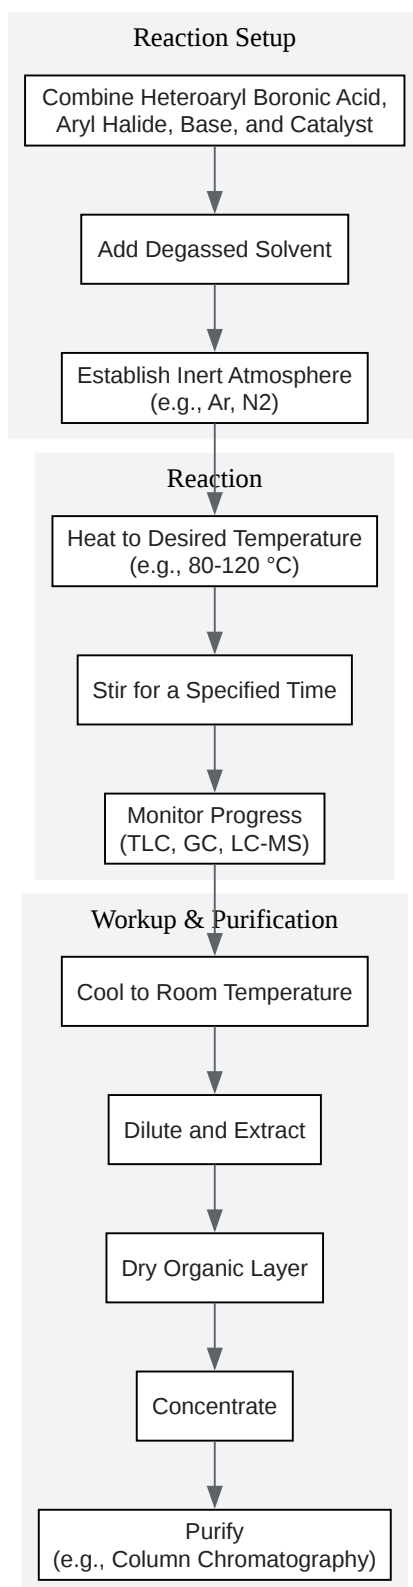 Reaction Setup
Combine Heteroaryl Boronic Acid,
Aryl Halide, Base, and Catalyst
Add Degassed Solvent
Establish Inert Atmosphere
(e.g., Ar, N2)
Reaction
Heat to Desired Temperature
(e.g., 80-120 °C)
Stir for a Specified Time
Monitor Progress
(TLC, GC, LC-MS)
Workup & Purification
Cool to Room Temperature
Dilute and Extract
Dry Organic Layer
Concentrate
Purify
(e.g., Column Chromatography)